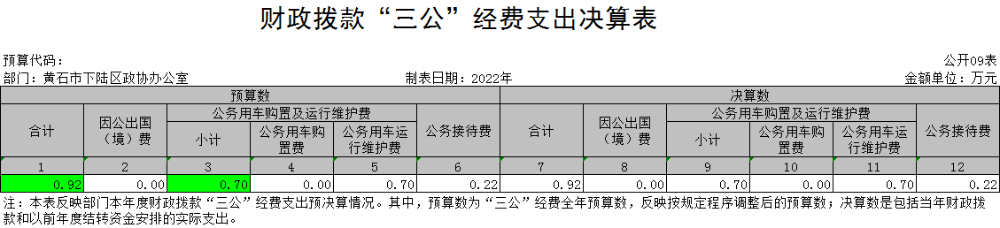 财政拨款“三公”经费支出决算表
预算代码：
公开09表
部门：黄石市下陆区政协办公室 制表日期：2022年 金额单位：万元
预算数 决算数
合计 因公出国（境）费 公务用车购置及运行维护费 公务接待费 合计 因公出国（境）费 公务用车购置及运行维护费 公务接待费
小计 公务用车购置费 公务用车运行维护费 小计 公务用车购置费 公务用车运行维护费
1 2 3 4 5 6 7 8 9 10 11 12
0.92 0.00 0.70 0.00 0.70 0.22 0.92 0.00 0.70 0.00 0.70 0.22
注：本表反映部门本年度财政拨款“三公”经费支出预决算情况。其中，预算数为“三公”经费全年预算数，反映按规定程序调整后的预算数；决算数是包括当年财政拨
款和以前年度结转资金安排的实际支出。